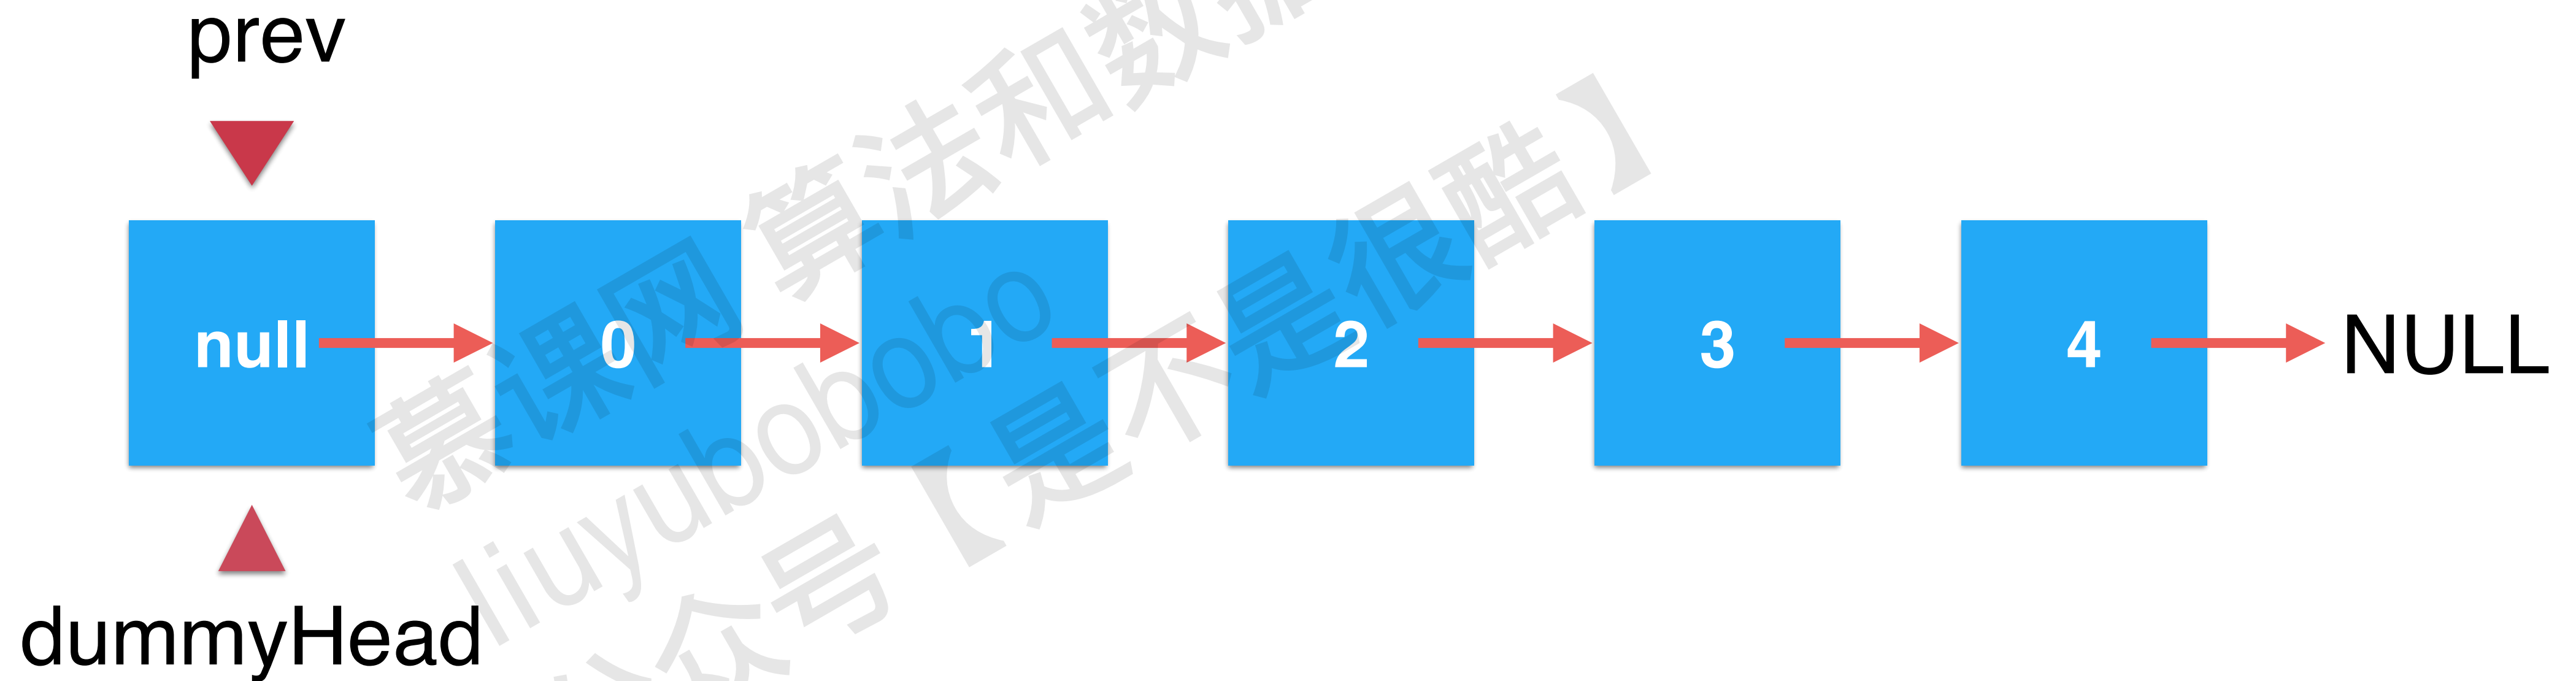 prev
null 0 1 2 3 4 NULL
dummyHead
慕课网 算法和数据
liuyubobobo
公众号【是不是很酷】